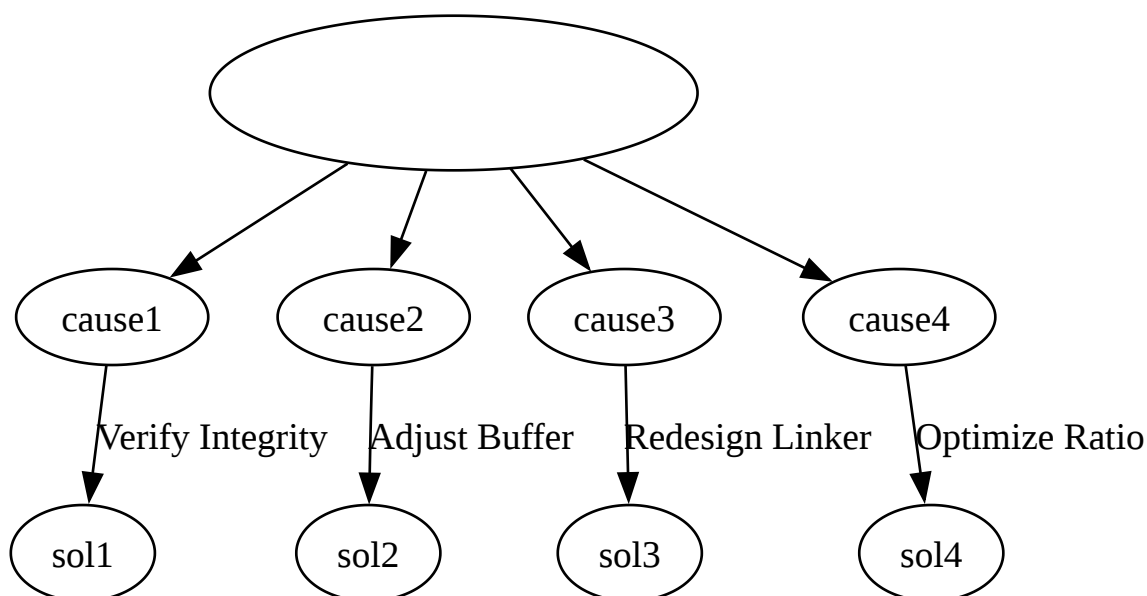 cause1 cause2 cause3 cause4
Verify Integrity Adjust Buffer Redesign Linker Optimize Ratio
sol1 sol2 sol3 sol4